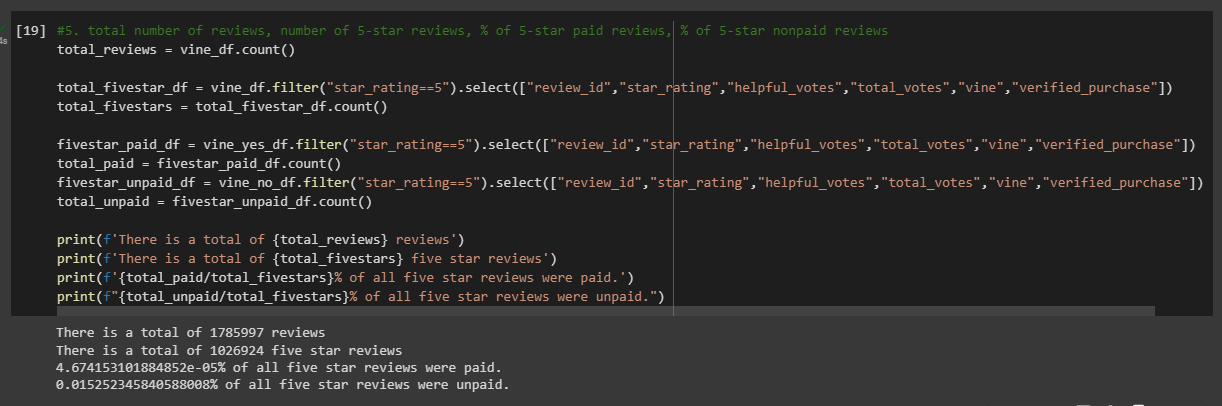 [19] #5. total number of reviews, number of 5-star reviews, % of 5-star paid reviews, % of 5-star nonpaid reviews
4s
total_reviews = vine_df.count()
total_fivestar_df = vine_df.filter("star_rating==5").select(["review_id","star_rating","helpful_votes","total_votes","vine","verified_purchase"])
total_fivestars = total_fivestar_df.count()
fivestar_paid_df = vine_yes_df.filter("star_rating==5").select(["review_id","star_rating","helpful_votes","total_votes","vine","verified_purchase"])
total_paid = fivestar_paid_df.count()
fivestar_unpaid_df = vine_no_df.filter("star_rating==5").select(["review_id","star_rating","helpful_votes","total_votes","vine","verified_purchase"])
total_unpaid = fivestar_unpaid_df.count()
print(f'There is a total of {total_reviews} reviews')
print(f'There is a total of {total_fivestars} five star reviews')
print(f'{total_paid/total_fivestars}% of all five star reviews were paid.')
print(f"{total_unpaid/total_fivestars}% of all five star reviews were unpaid.")
There is a total of 1785997 reviews
There is a total of 1026924 five star reviews
4.674153101884852e-05% of all five star reviews were paid.
0.015252345840588008% of all five star reviews were unpaid.